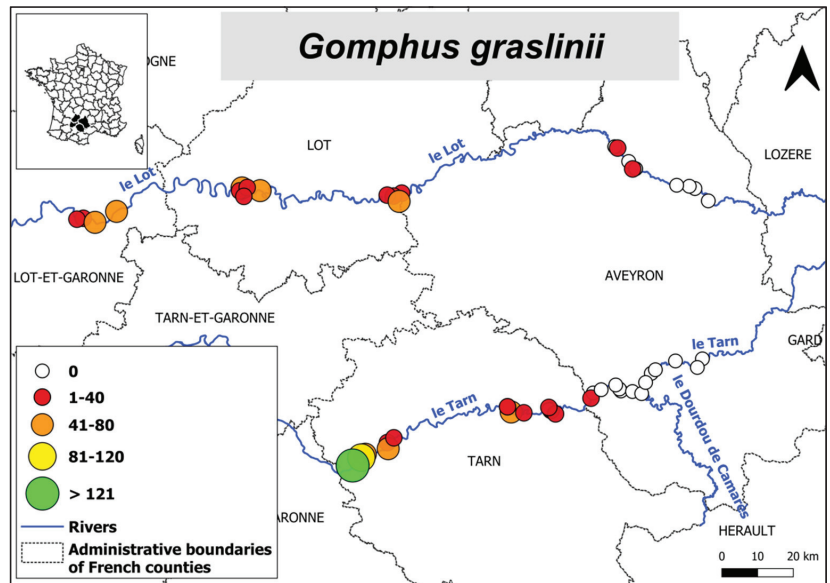 Gomphus graslinii
OGNE
LOT
le Lot
le Lot
LOZERE
LOT-ET-GARONNE
AVEYRON
TARN-ET-GARONNE
le Tarn
GARD
le Tarn
le Dourdou de Camarès
TARN
ARONNE
HERAULT
0
1-40
41-80
81-120
> 121
Rivers
Administrative boundaries
of French counties
0 10 20 km